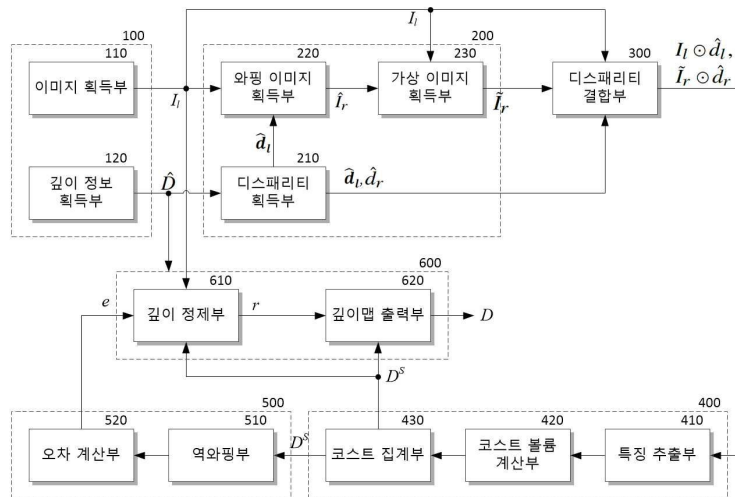 I_l
100
110
이미지 획득부
I_l
120
깊이 정보
획득부
D̂
200
220
와핑 이미지
획득부
Î_r
230
가상 이미지
획득부
Ĩ_r
d̂_l
210
디스패리티
획득부
d̂_l, d̂_r
300
디스패리티
결합부
I_l ⊙ d̂_l,
Ĩ_r ⊙ d̂_r
600
610
깊이 정제부
e
r
620
깊이맵 출력부
D
D^S
500
520
오차 계산부
510
역와핑부
D^S
400
430
코스트 집계부
420
코스트 볼륨
계산부
410
특징 추출부